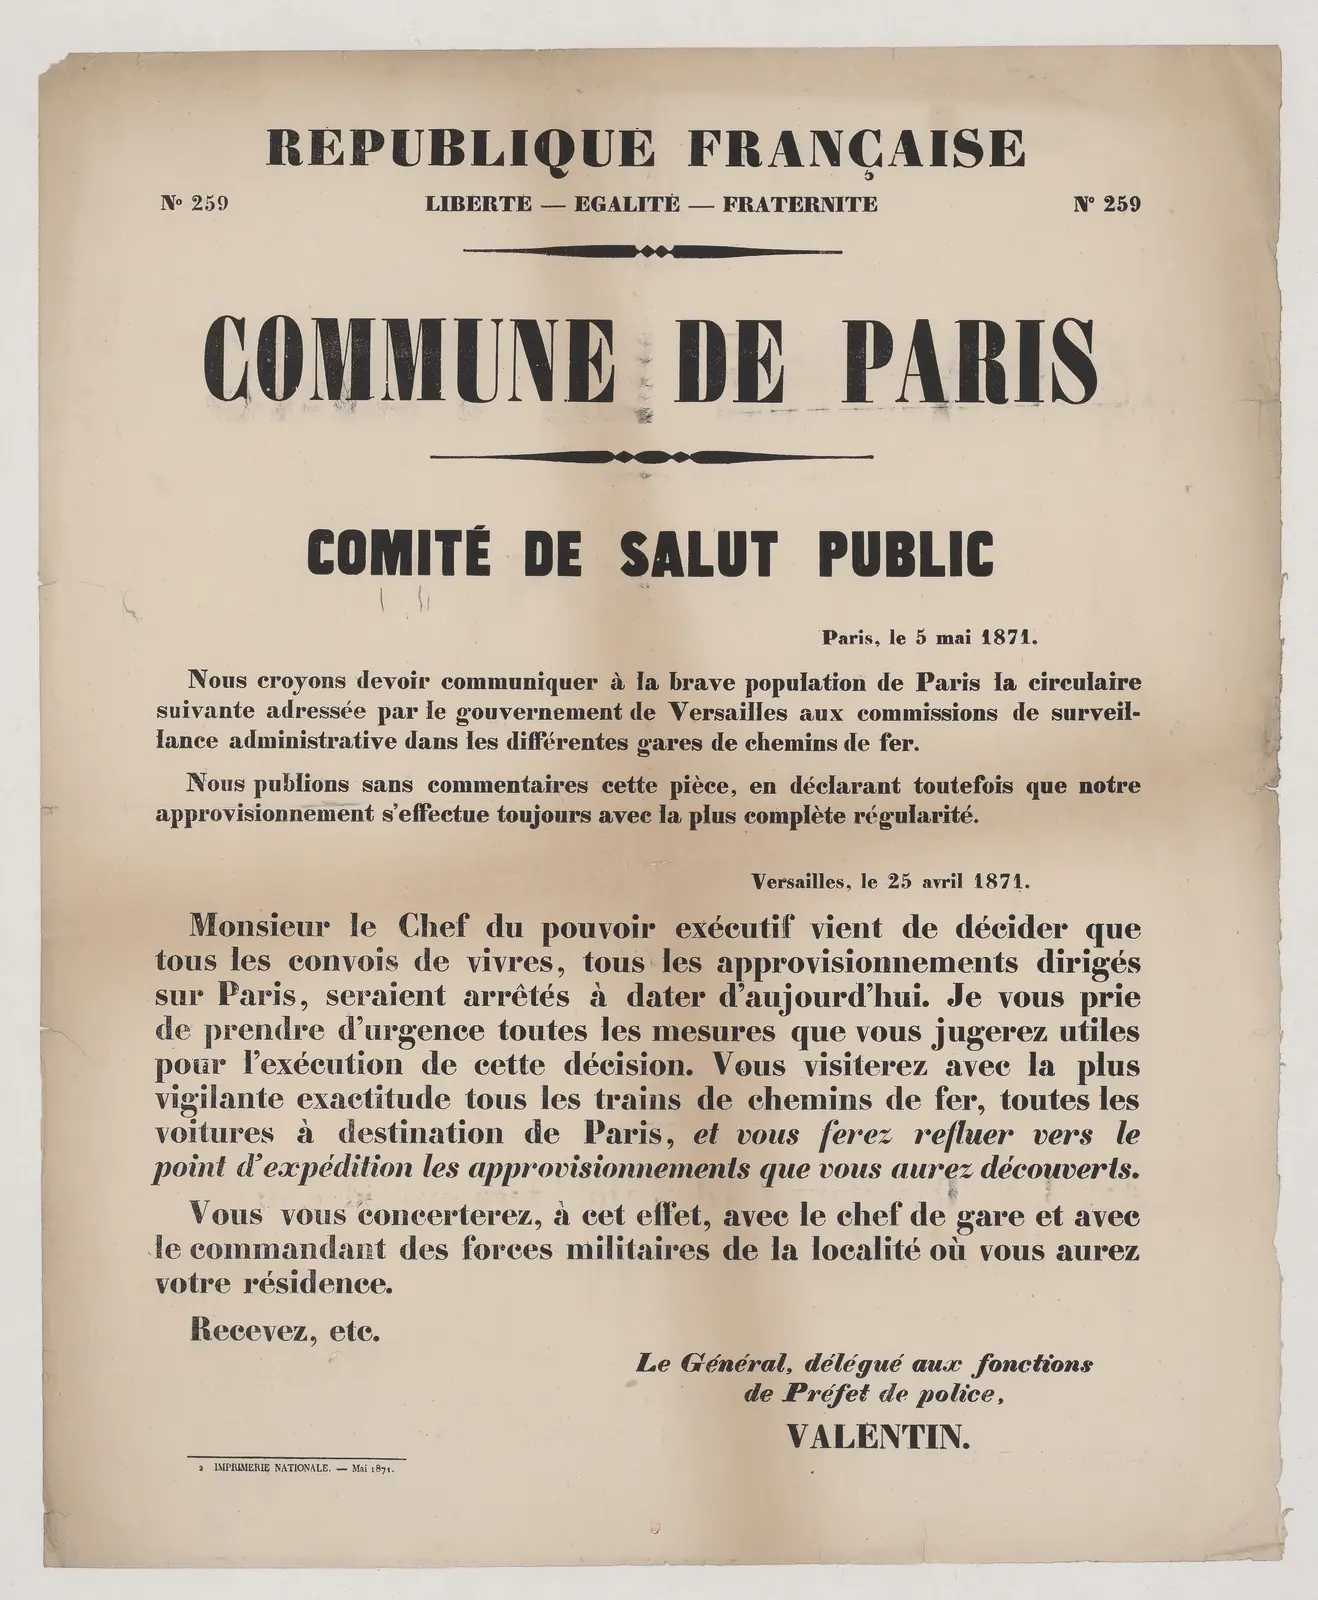 RÉPUBLIQUE FRANÇAISE
No 259 LIBERTÉ — EGALITÉ — FRATERNITE No 259
COMMUNE DE PARIS
COMITÉ DE SALUT PUBLIC
Paris, le 5 mai 1871.
Nous croyons devoir communiquer à la brave population de Paris la circulaire
suivante adressée par le gouvernement de Versailles aux commissions de surveil-
lance administrative dans les différentes gares de chemins de fer.
Nous publions sans commentaires cette pièce, en déclarant toutefois que notre
approvisionnement s'effectue toujours avec la plus complète régularité.
Versailles, le 25 avril 1871.
Monsieur le Chef du pouvoir exécutif vient de décider que
tous les convois de vivres, tous les approvisionnements dirigés
sur Paris, seraient arrêtés à dater d'aujourd'hui. Je vous prie
de prendre d'urgence toutes les mesures que vous jugerez utiles
pour l'exécution de cette décision. Vous visiterez avec la plus
vigilante exactitude tous les trains de chemins de fer, toutes les
voitures à destination de Paris, et vous ferez refluer vers le
point d'expédition les approvisionnements que vous aurez découverts.
Vous vous concerterez, à cet effet, avec le chef de gare et avec
le commandant des forces militaires de la localité où vous aurez
votre résidence.
Recevez, etc.
Le Général, délégué aux fonctions
de Préfet de police,
VALENTIN.
2 IMPRIMERIE NATIONALE. — Mai 1871.